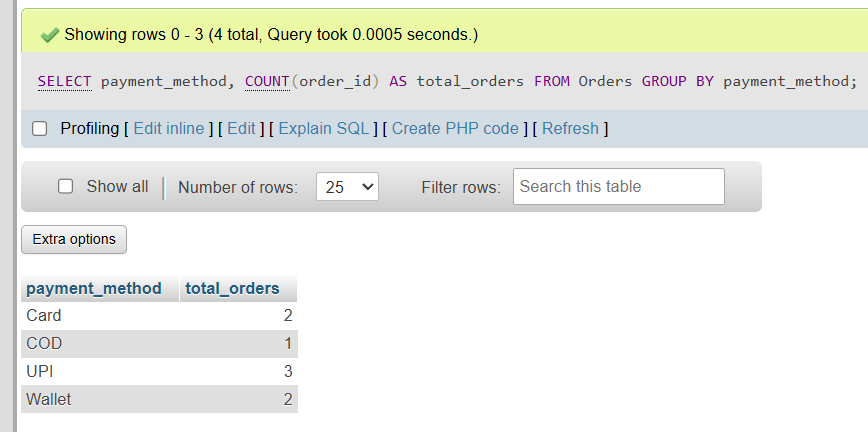 Showing rows 0 - 3 (4 total, Query took 0.0005 seconds.)
SELECT payment_method, COUNT(order_id) AS total_orders FROM Orders GROUP BY payment_method;
Profiling [ Edit inline ] [ Edit ] [ Explain SQL ] [ Create PHP code ] [ Refresh ]
Show all | Number of rows: 25 Filter rows: Search this table
Extra options
payment_method total_orders
Card 2
COD 1
UPI 3
Wallet 2